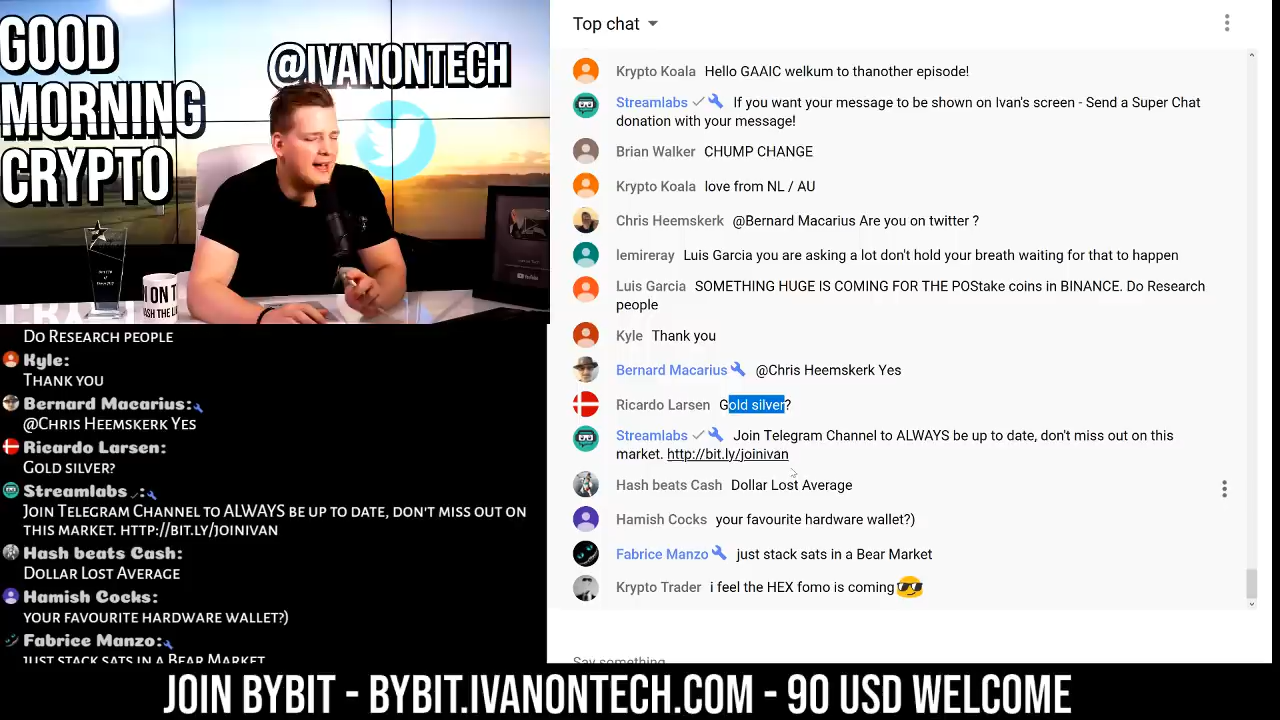 GOOD
MORNING
CRYPTO
@IVANONTECH
Do Research people
Kyle:
Thank you
Bernard Macarius:
@Chris Heemskerk Yes
Ricardo Larsen:
Gold silver?
Streamlabs ✓:
Join Telegram Channel to ALWAYS be up to date, don't miss out on
this market. http://bit.ly/joinivan
Hash beats Cash:
Dollar Lost Average
Hamish Cocks:
your favourite hardware wallet?)
Fabrice Manzo:
just stack sats in a Bear Market
Top chat
Krypto Koala Hello GAAIC welkum to thanother episode!
Streamlabs ✓ If you want your message to be shown on Ivan's screen - Send a Super Chat
donation with your message!
Brian Walker CHUMP CHANGE
Krypto Koala love from NL / AU
Chris Heemskerk @Bernard Macarius Are you on twitter ?
lemireray Luis Garcia you are asking a lot don't hold your breath waiting for that to happen
Luis Garcia SOMETHING HUGE IS COMING FOR THE POStake coins in BINANCE. Do Research
people
Kyle Thank you
Bernard Macarius @Chris Heemskerk Yes
Ricardo Larsen Gold silver?
Streamlabs ✓ Join Telegram Channel to ALWAYS be up to date, don't miss out on this
market. http://bit.ly/joinivan
Hash beats Cash Dollar Lost Average
Hamish Cocks your favourite hardware wallet?)
Fabrice Manzo just stack sats in a Bear Market
Krypto Trader i feel the HEX fomo is coming😎
Say something
JOIN BYBIT - BYBIT.IVANONTECH.COM - 90 USD WELCOME